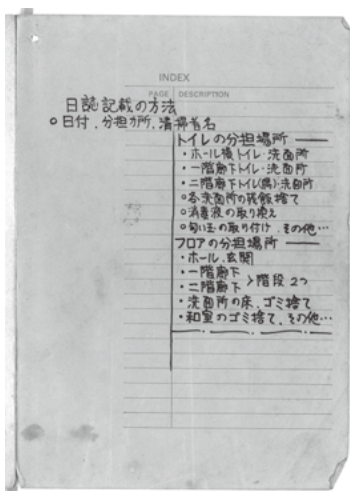 INDEX
PAGE DESCRIPTION
日誌記載の方法
○日付、分担ヵ所、清掃者名
トイレの分担場所
・ホール横トイレ・洗面所
・一階廊下トイレ・洗面所
・二階廊下トイレ(鳥)・洗面所
○各洗面所の残飯捨て
○消毒液の取り換え
○匂い玉の取り付け、その他…
フロアの分担場所
・ホール、玄関
・一階廊下
・二階廊下 >階段2つ
・洗面所の床、ゴミ捨て
・和室のゴミ捨て、その他…